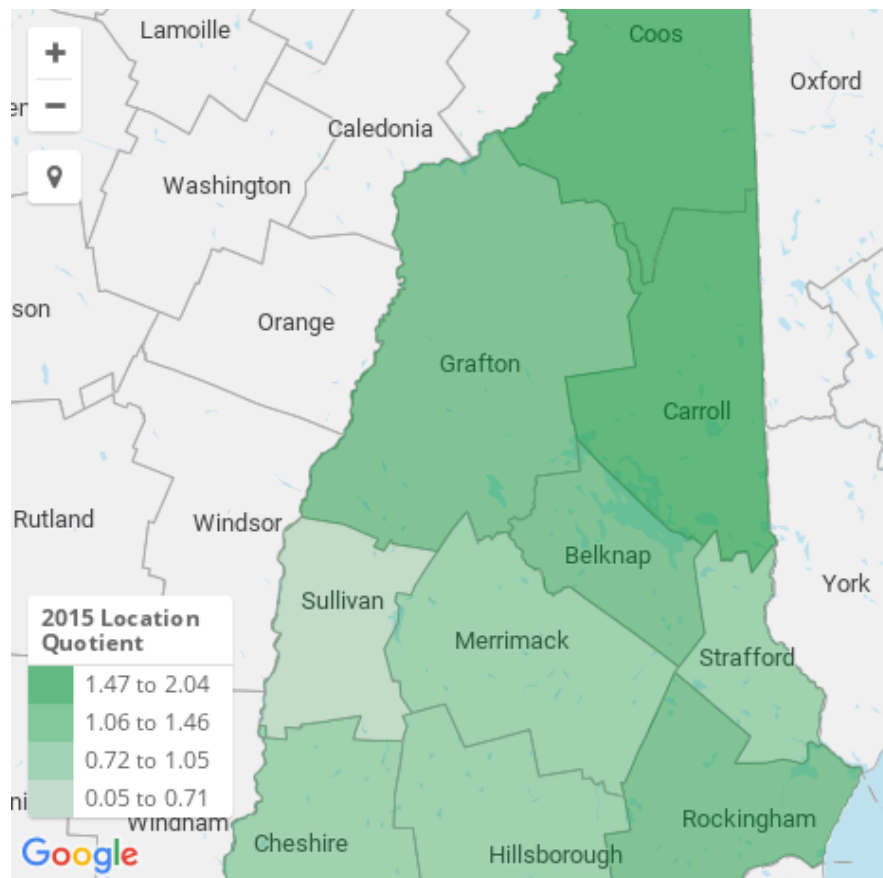 Lamoille
Coos
+
−
Oxford
er
Caledonia
Washington
son
Orange
Grafton
Carroll
Rutland
Windsor
Belknap
York
Sullivan
2015 Location
Quotient
Merrimack
Strafford
1.47 to 2.04
1.06 to 1.46
0.72 to 1.05
0.05 to 0.71
ni
Windham
Rockingham
Cheshire
Hillsborough
Google